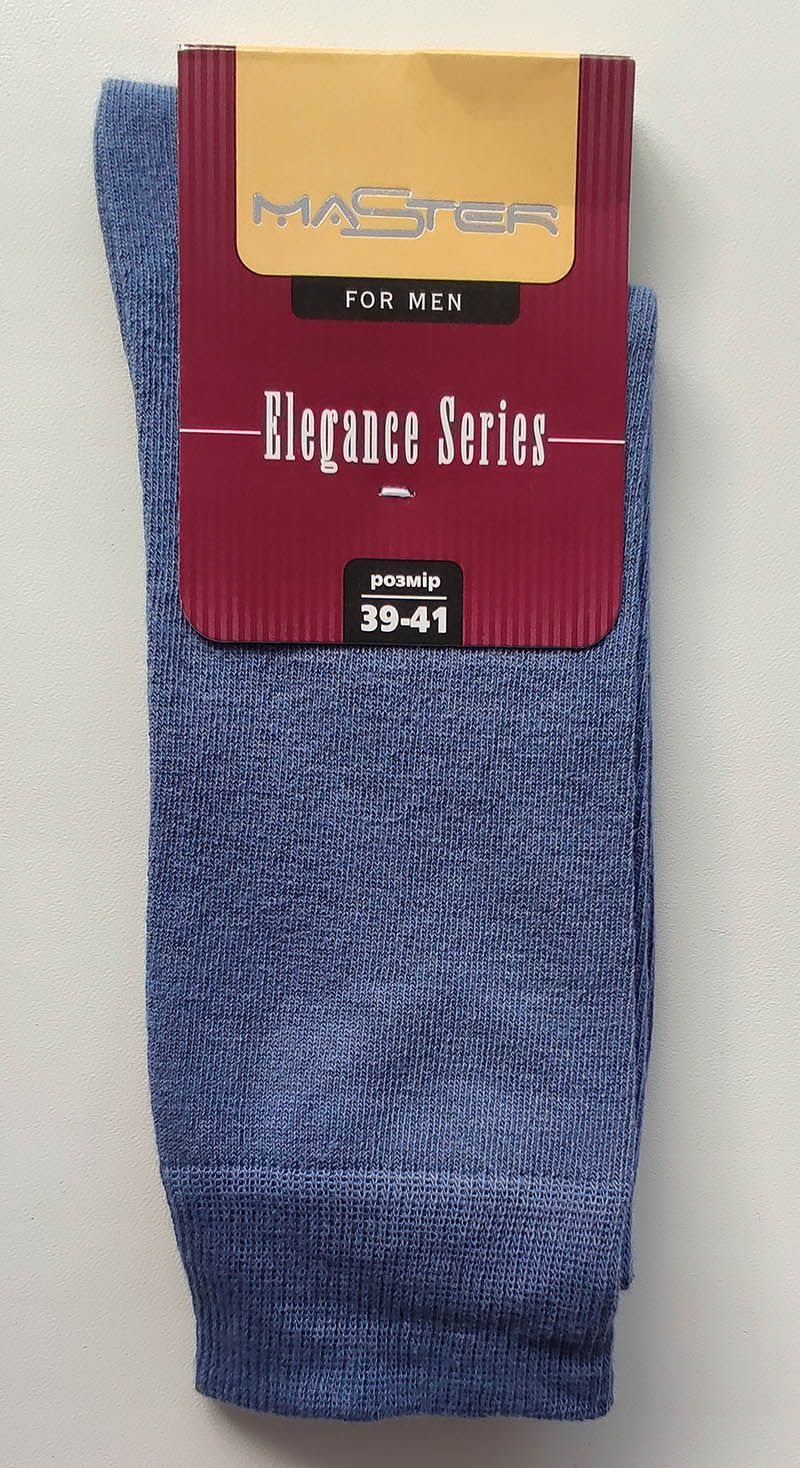 MASTER
FOR MEN
Elegance Series
розмір
39-41